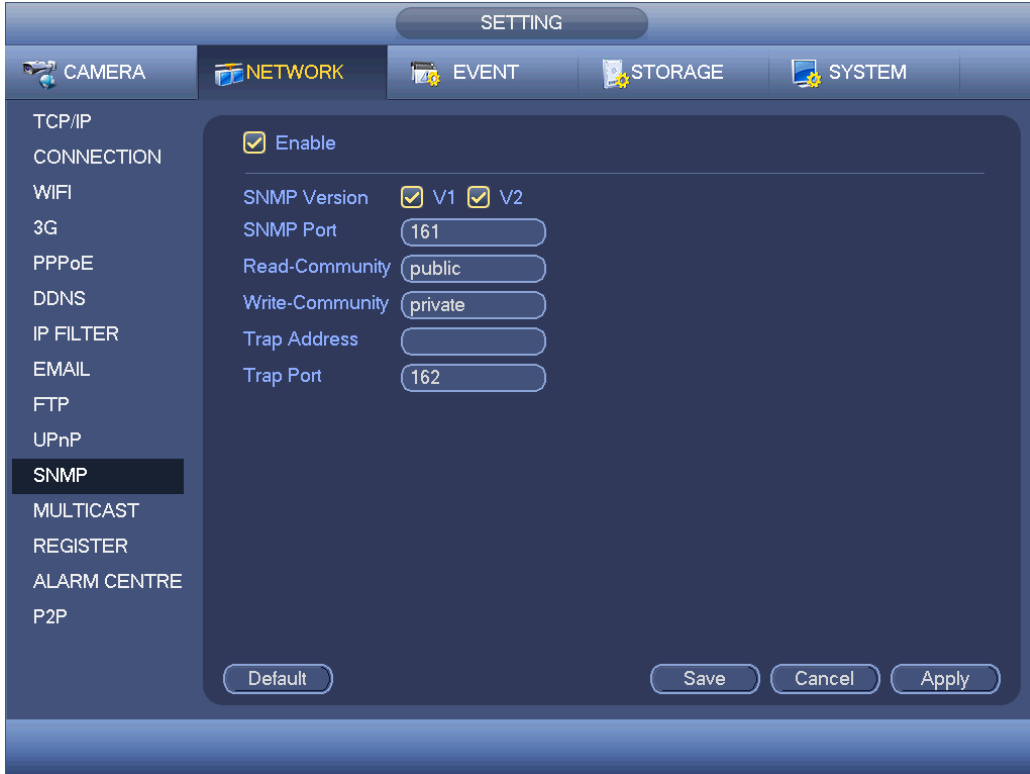 SETTING
CAMERA NETWORK EVENT STORAGE SYSTEM
TCP/IP
CONNECTION
WIFI
3G
PPPoE
DDNS
IP FILTER
EMAIL
FTP
UPnP
SNMP
MULTICAST
REGISTER
ALARM CENTRE
P2P
Enable
SNMP Version V1 V2
SNMP Port 161
Read-Community public
Write-Community private
Trap Address
Trap Port 162
Default Save Cancel Apply